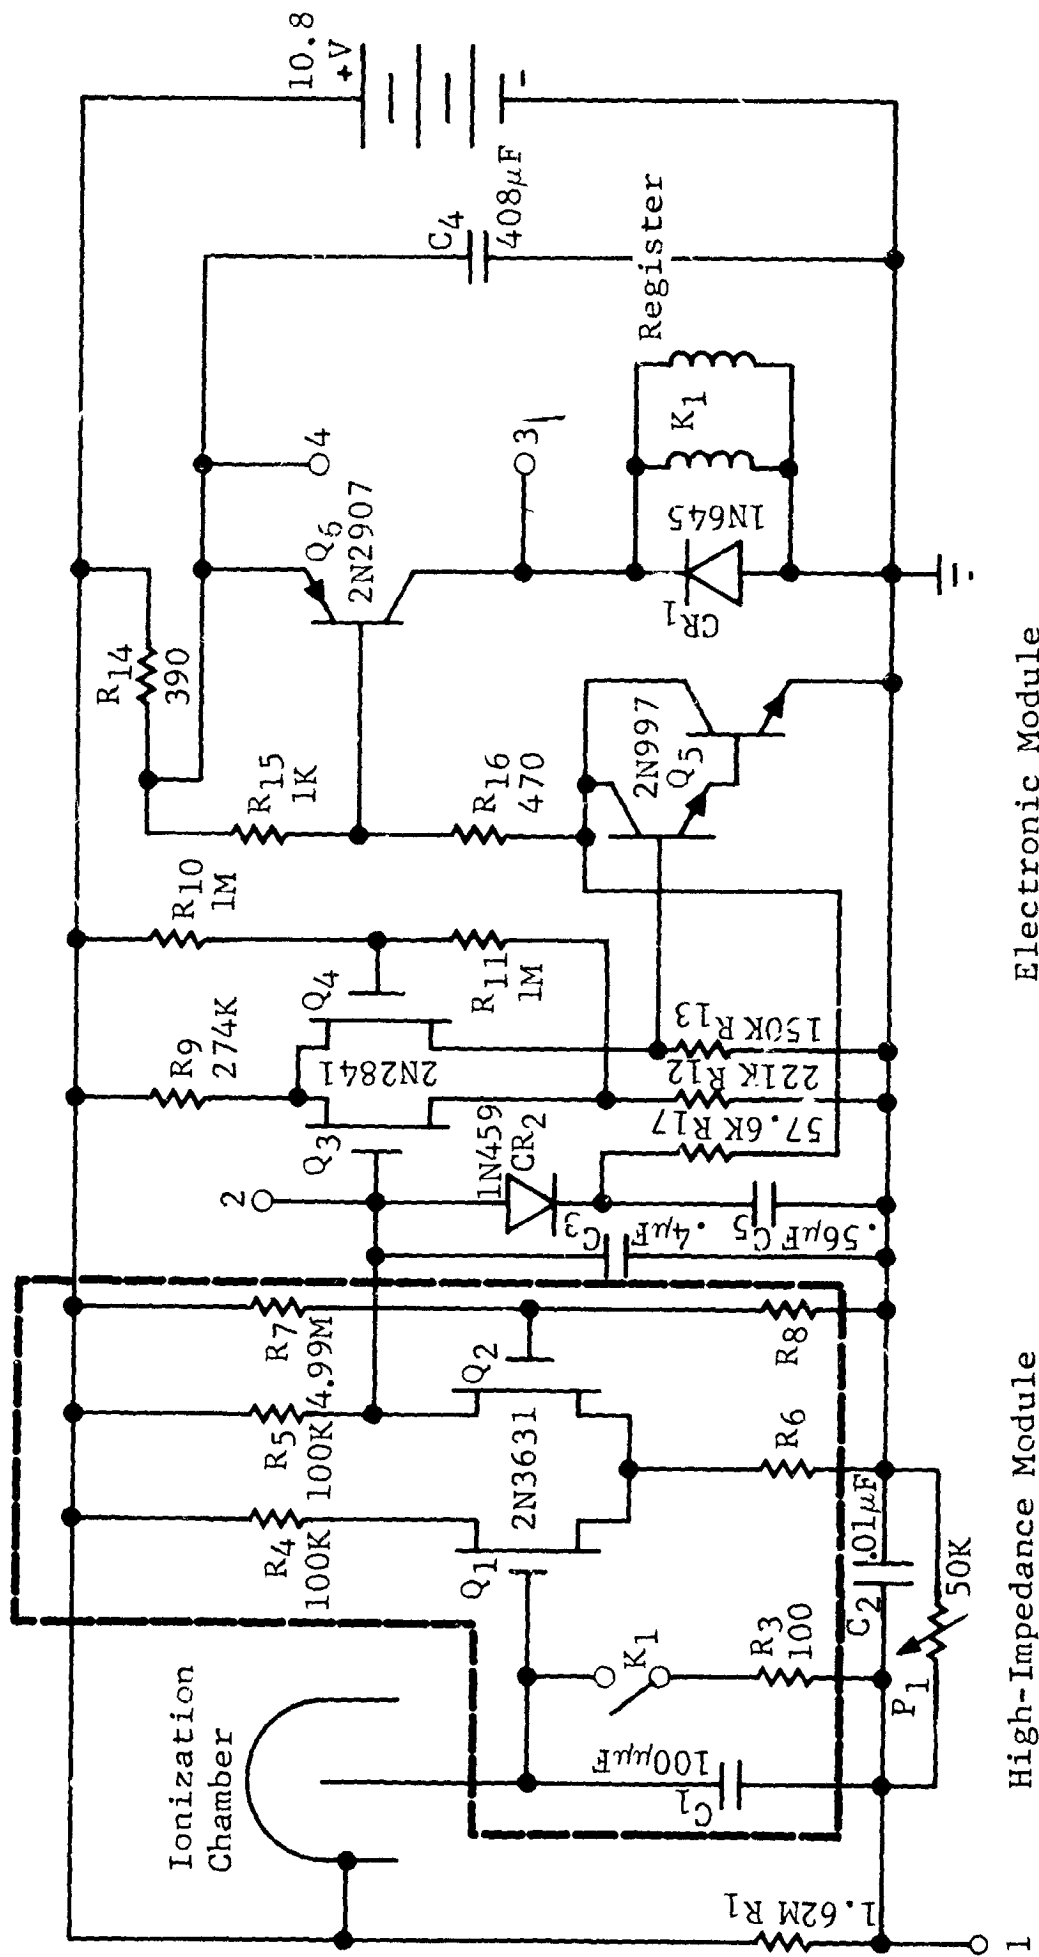 Ionization
Chamber
C1
100μμF
K1
R3
100
1.62M R1
1
P1
50K
C2
.01μF
R4
100K
R5
100K
R7
4.99M
Q1
2N3631
Q2
R6
R8
2
Q3
1N459
CR2
C3
.4μF
C5
.56μF
R17
57.6K
R12
221K
R13
150K
R9
274K
2N2841
Q4
R10
1M
R11
1M
R14
390
R15
1K
R16
470
2N997
Q5
Q6
2N2907
4
3
CR1
1N645
K1
Register
C4
408μF
10.8
+V
-
High-Impedance Module
Electronic Module